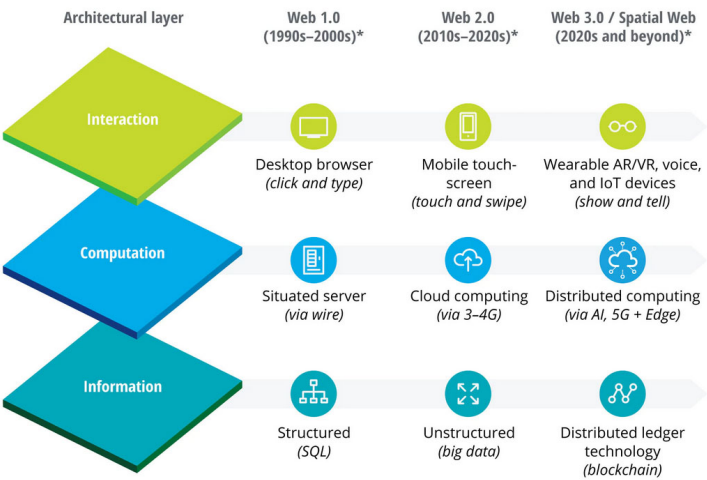 Architectural layer
Web 1.0
(1990s–2000s)*
Web 2.0
(2010s–2020s)*
Web 3.0 / Spatial Web
(2020s and beyond)*
Interaction
Desktop browser
(click and type)
Mobile touch-
screen
(touch and swipe)
Wearable AR/VR, voice,
and IoT devices
(show and tell)
Computation
Situated server
(via wire)
Cloud computing
(via 3–4G)
Distributed computing
(via AI, 5G + Edge)
Information
Structured
(SQL)
Unstructured
(big data)
Distributed ledger
technology
(blockchain)